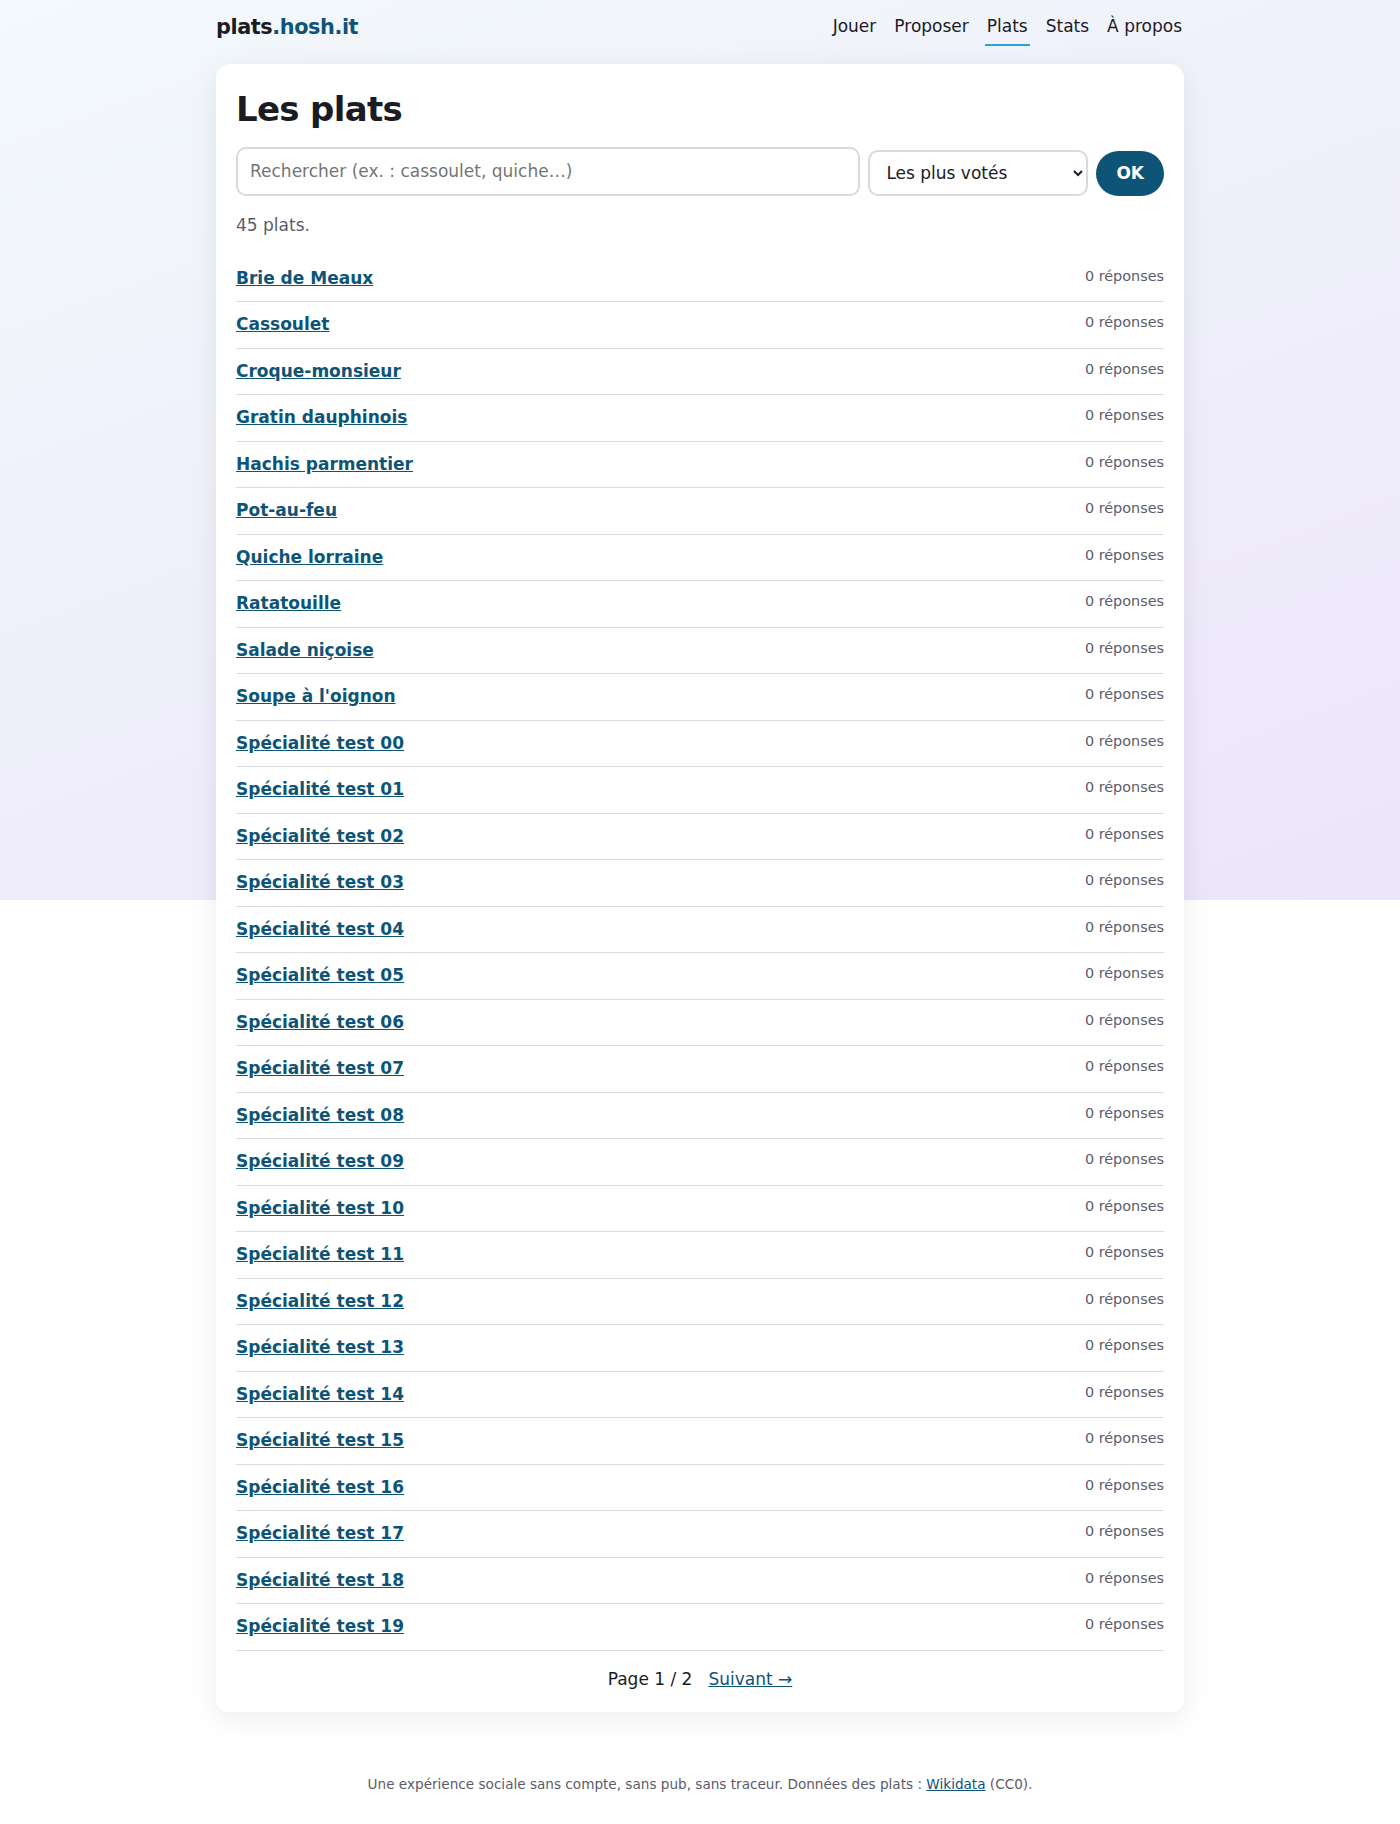 plats.hosh.it Jouer Proposer Plats Stats À propos
Les plats
Rechercher (ex. : cassoulet, quiche...) Les plus votés OK
45 plats.
Brie de Meaux 0 réponses
Cassoulet 0 réponses
Croque-monsieur 0 réponses
Gratin dauphinois 0 réponses
Hachis parmentier 0 réponses
Pot-au-feu 0 réponses
Quiche lorraine 0 réponses
Ratatouille 0 réponses
Salade niçoise 0 réponses
Soupe à l'oignon 0 réponses
Spécialité test 00 0 réponses
Spécialité test 01 0 réponses
Spécialité test 02 0 réponses
Spécialité test 03 0 réponses
Spécialité test 04 0 réponses
Spécialité test 05 0 réponses
Spécialité test 06 0 réponses
Spécialité test 07 0 réponses
Spécialité test 08 0 réponses
Spécialité test 09 0 réponses
Spécialité test 10 0 réponses
Spécialité test 11 0 réponses
Spécialité test 12 0 réponses
Spécialité test 13 0 réponses
Spécialité test 14 0 réponses
Spécialité test 15 0 réponses
Spécialité test 16 0 réponses
Spécialité test 17 0 réponses
Spécialité test 18 0 réponses
Spécialité test 19 0 réponses
Page 1 / 2 Suivant →
Une expérience sociale sans compte, sans pub, sans traceur. Données des plats : Wikidata (CC0).